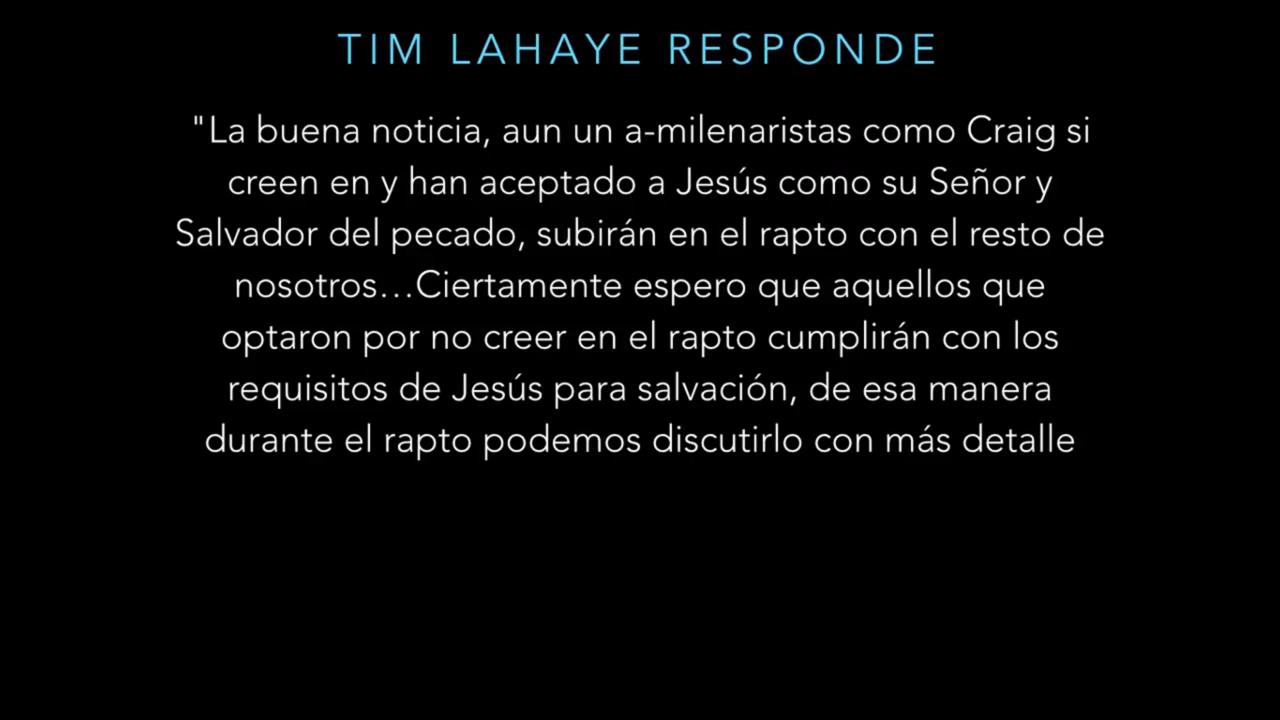 TIM LAHAYE RESPONDE
"La buena noticia, aun un a-milenaristas como Craig si
creen en y han aceptado a Jesús como su Señor y
Salvador del pecado, subirán en el rapto con el resto de
nosotros...Ciertamente espero que aquellos que
optaron por no creer en el rapto cumplirán con los
requisitos de Jesús para salvación, de esa manera
durante el rapto podemos discutirlo con más detalle